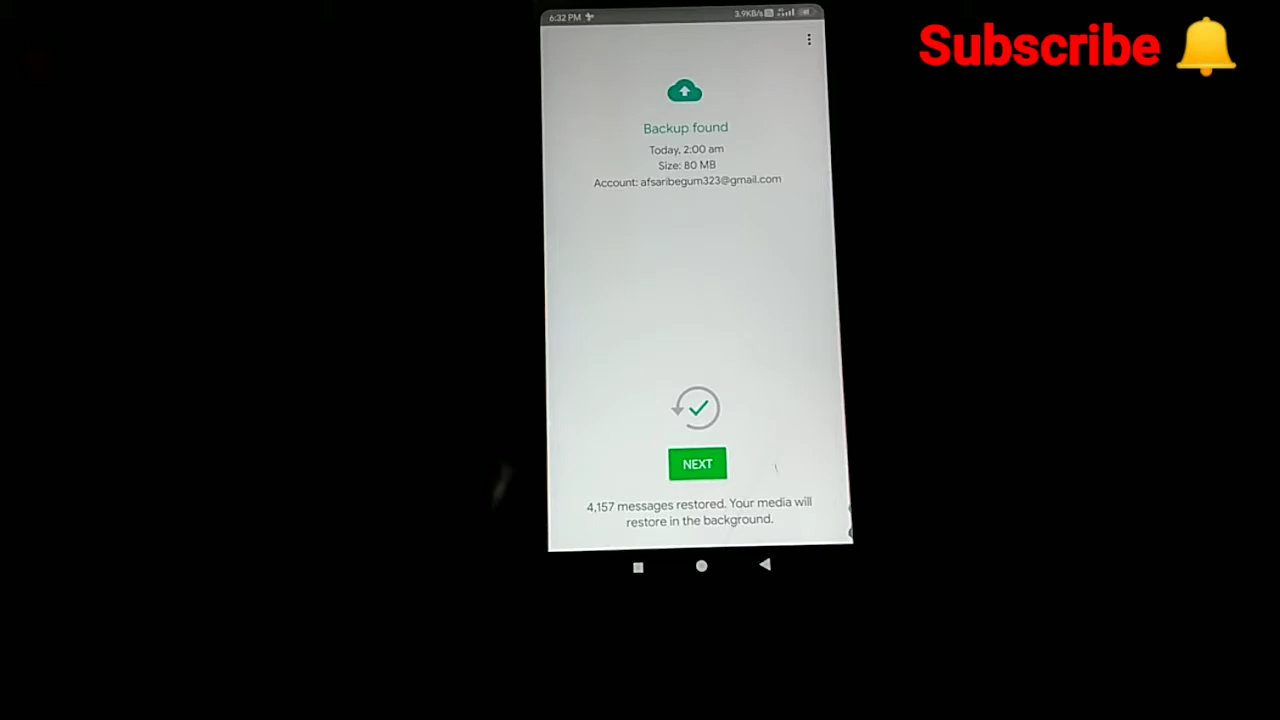 6:32 PM
3.9KB/s
Subscribe
Backup found
Today, 2:00 am
Size: 80 MB
Account: afsaribegum323@gmail.com
NEXT
4,157 messages restored. Your media will
restore in the background.